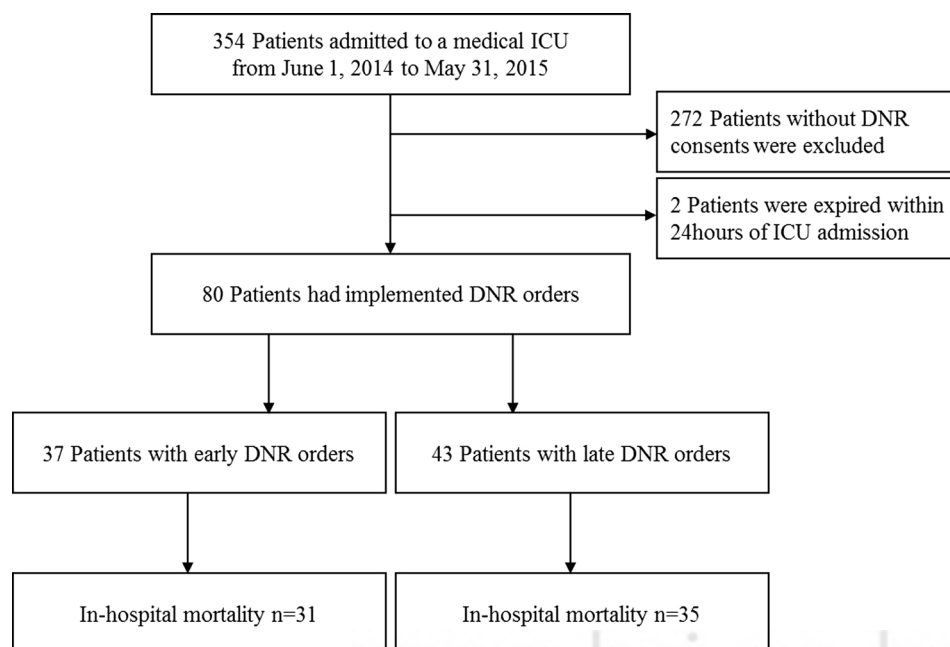 354 Patients admitted to a medical ICU
from June 1, 2014 to May 31, 2015
272 Patients without DNR
consents were excluded
2 Patients were expired within
24hours of ICU admission
80 Patients had implemented DNR orders
37 Patients with early DNR orders
43 Patients with late DNR orders
In-hospital mortality n=31
In-hospital mortality n=35